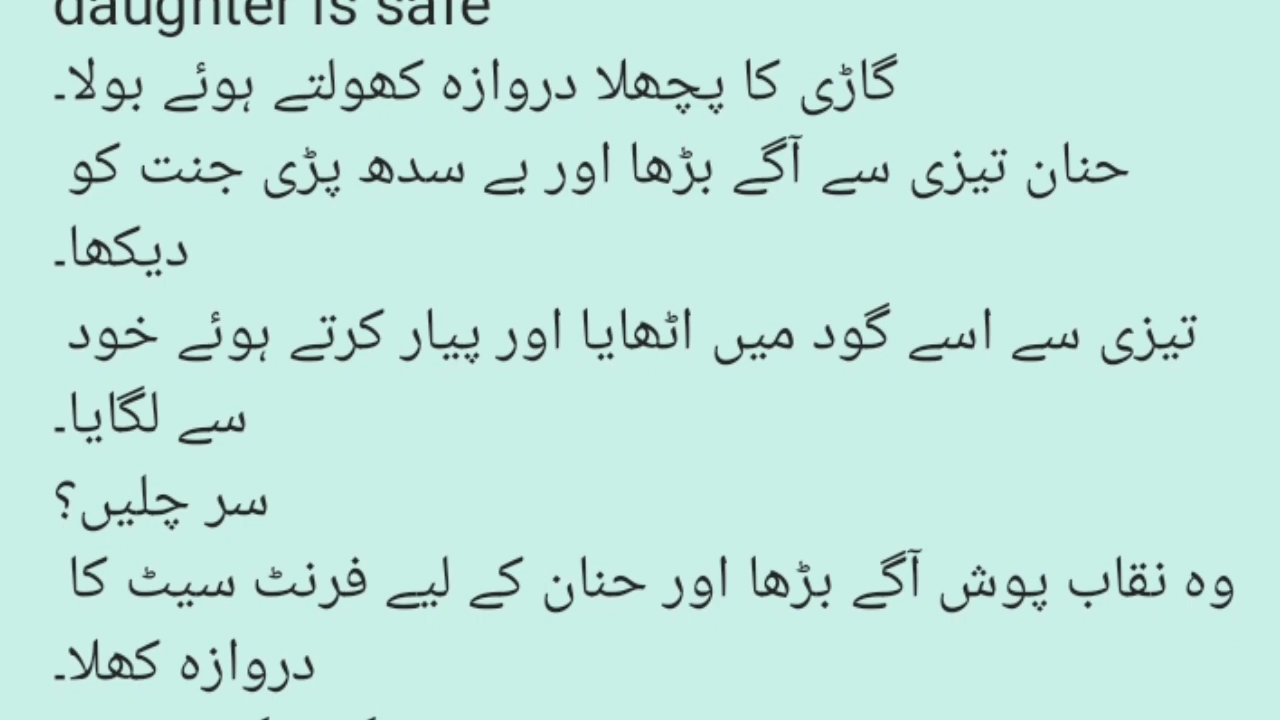 daughter is safe
گاڑی کا پچھلا دروازہ کھولتے ہوئے بولا۔
حنان تیزی سے آگے بڑھا اور بے سدھ پڑی جنت کو
دیکھا۔
تیزی سے اسے گود میں اٹھایا اور پیار کرتے ہوئے خود
سے لگایا۔
سر چلیں؟
وہ نقاب پوش آگے بڑھا اور حنان کے لیے فرنٹ سیٹ کا
دروازہ کھلا۔